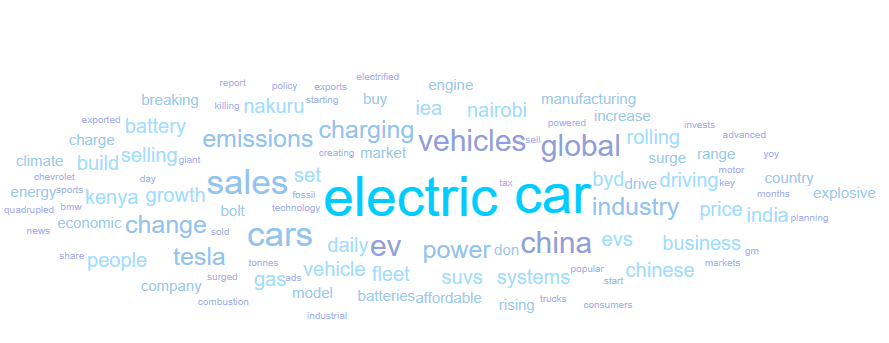 electrified
report policy exports engine
breaking killing nakuru starting buy iea nairobi manufacturing
exported battery emissions charging powered increase invests
charge vehicles sell global rolling advanced
climate build selling giant creating market surge range yoy
chevrolet day set fossil byd drive driving motor country
energy sports kenya growth sales electric tax car key months explosive
quadrupled bmw bolt technology industry price india planning
news economic change sold cars
share people tesla daily ev power don china evs business gm
tonnes markets
surged gas ads vehicle fleet suvs systems popular chinese
company combustion model batteries affordable rising trucks start consumers
industrial